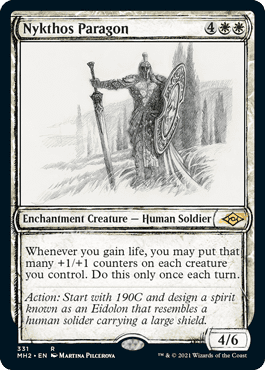 Nykthos Paragon 4
Enchantment Creature — Human Soldier
Whenever you gain life, you may put that
many +1/+1 counters on each creature
you control. Do this only once each turn.
Action: Start with 190C and design a spirit
known as an Eidolon that resembles a
human solider carrying a large shield.
4/6
331 R
MH2 • EN MARTINA PILCEROVA ™ & © 2021 Wizards of the Coast